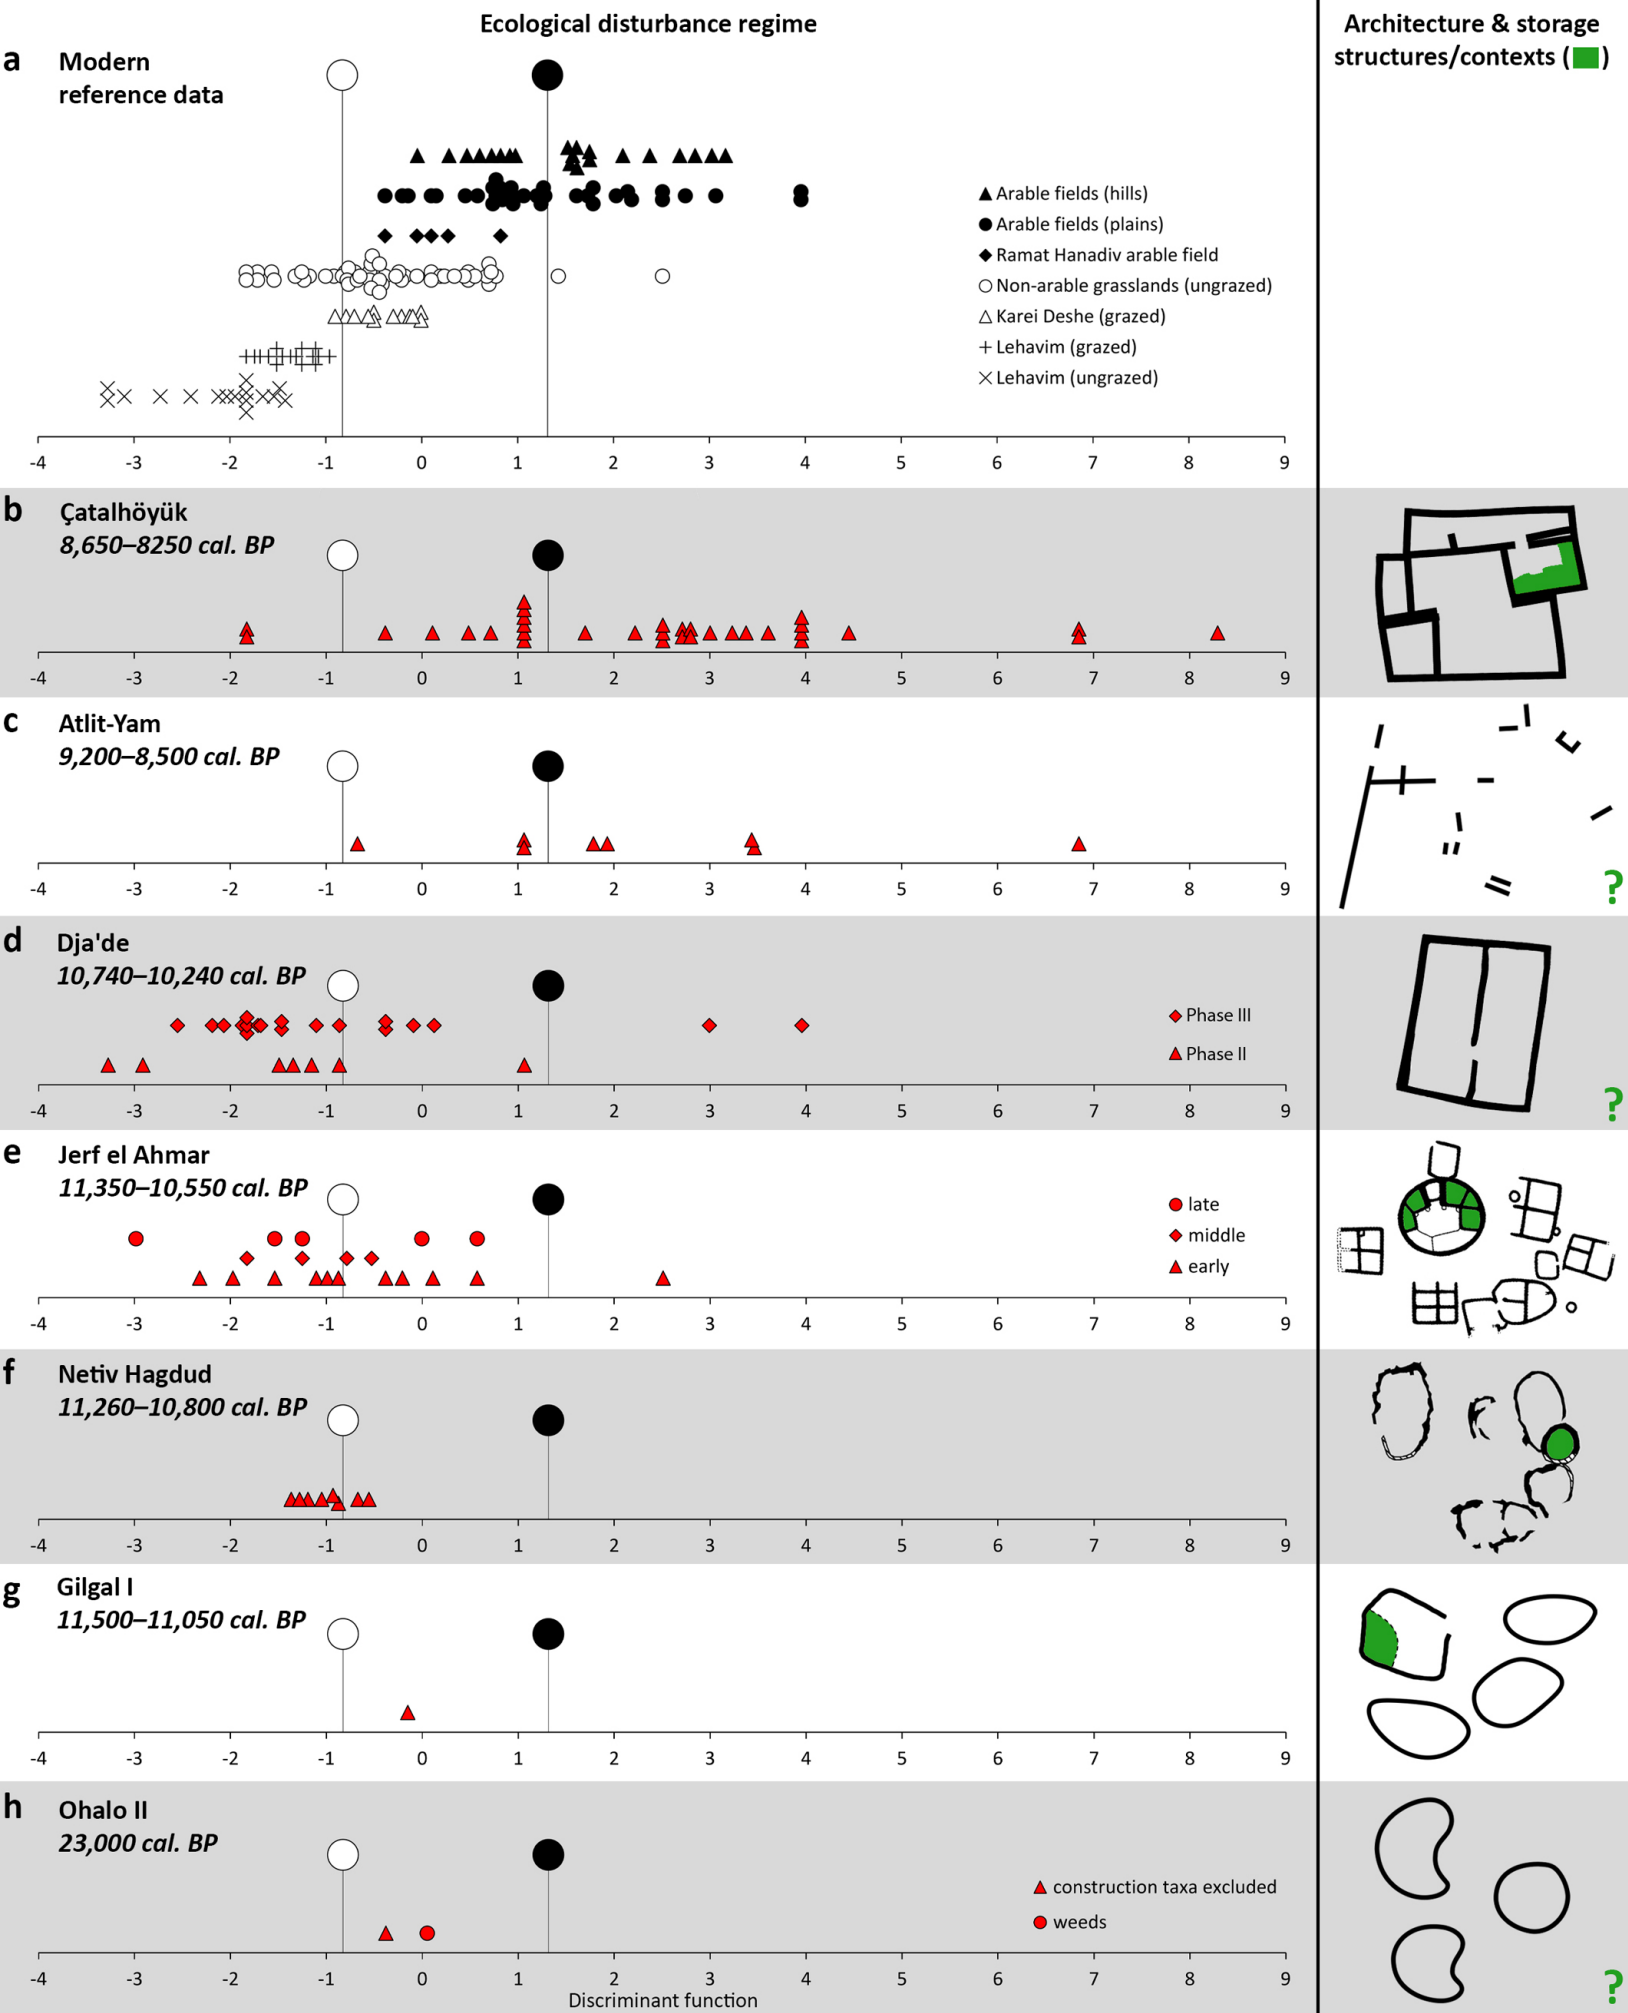 Ecological disturbance regime
Architecture & storage
structures/contexts ( )
a
Modern
reference data
Arable fields (hills)
Arable fields (plains)
Ramat Hanadiv arable field
Non-arable grasslands (ungrazed)
Karei Deshe (grazed)
Lehavim (grazed)
Lehavim (ungrazed)
-4 -3 -2 -1 0 1 2 3 4 5 6 7 8 9
b
Çatalhöyük
8,650–8250 cal. BP
-4 -3 -2 -1 0 1 2 3 4 5 6 7 8 9
c
Atlit-Yam
9,200–8,500 cal. BP
-4 -3 -2 -1 0 1 2 3 4 5 6 7 8 9
?
d
Dja'de
10,740–10,240 cal. BP
Phase III
Phase II
-4 -3 -2 -1 0 1 2 3 4 5 6 7 8 9
?
e
Jerf el Ahmar
11,350–10,550 cal. BP
late
middle
early
-4 -3 -2 -1 0 1 2 3 4 5 6 7 8 9
f
Netiv Hagdud
11,260–10,800 cal. BP
-4 -3 -2 -1 0 1 2 3 4 5 6 7 8 9
g
Gilgal I
11,500–11,050 cal. BP
-4 -3 -2 -1 0 1 2 3 4 5 6 7 8 9
h
Ohalo II
23,000 cal. BP
construction taxa excluded
weeds
-4 -3 -2 -1 0 1 2 3 4 5 6 7 8 9
?
Discriminant function